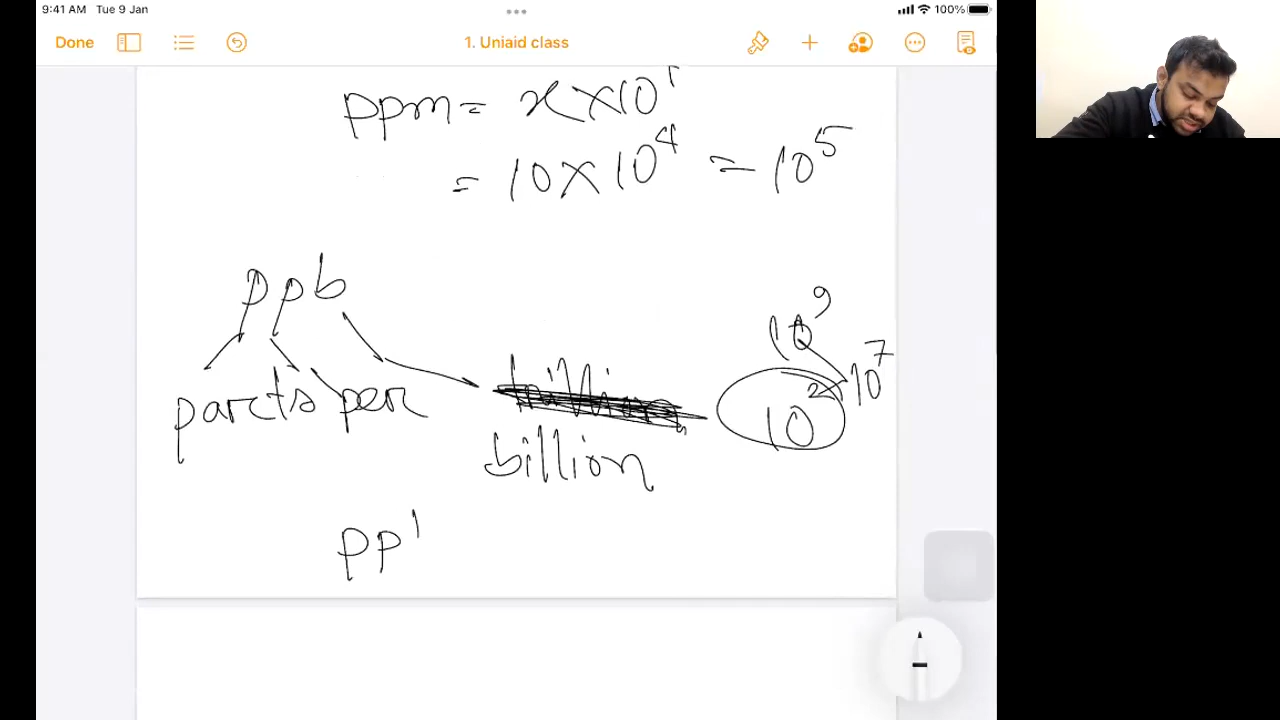 9:41 AM Tue 9 Jan
100%
Done
1. Uniaid class
ppm = x × 10
= 10 × 10⁴ = 10⁵
ppb
10⁹
10⁷
parts per
10²
billion
pp